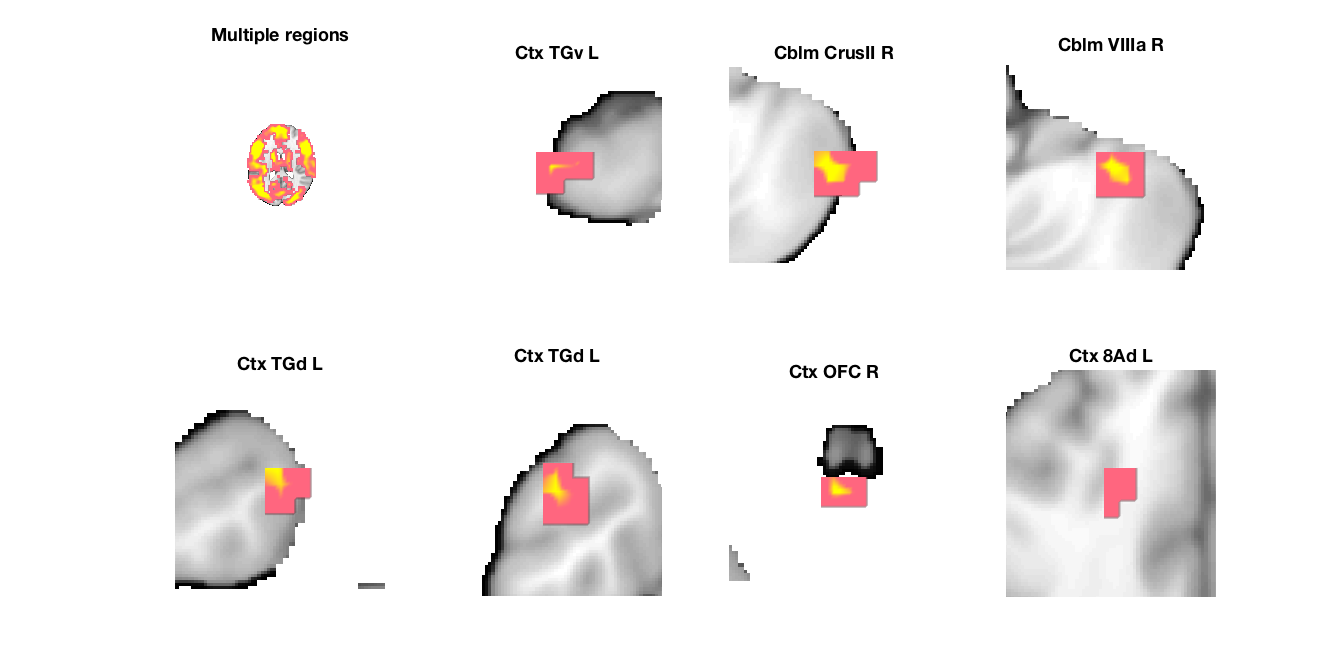 Multiple regions
Ctx TGv L
Cblm CrusII R
Cblm VIIIa R
Ctx TGd L
Ctx TGd L
Ctx OFC R
Ctx 8Ad L